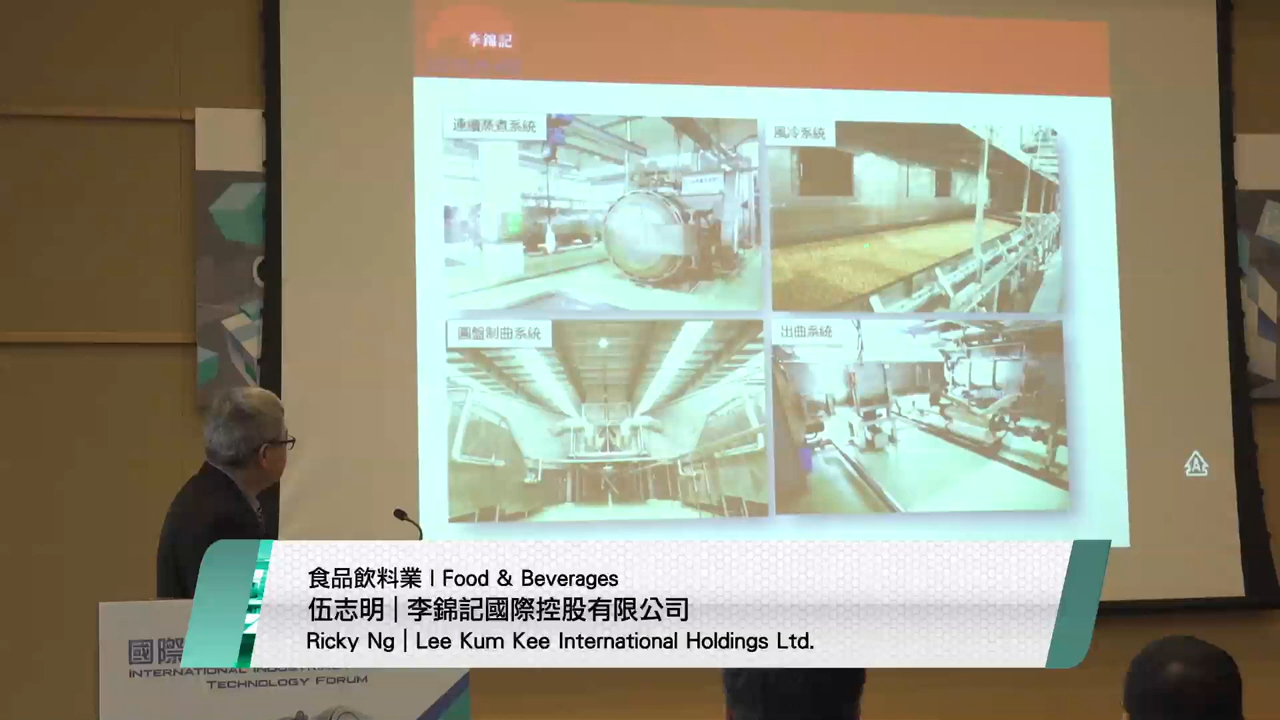 李錦記
連續蒸煮系統
風冷系統
圓盤制曲系統
出曲系統
食品飲料業 | Food & Beverages
伍志明 | 李錦記國際控股有限公司
Ricky Ng | Lee Kum Kee International Holdings Ltd.
國際
INTERNATIONAL
TECHNOLOGY FORUM